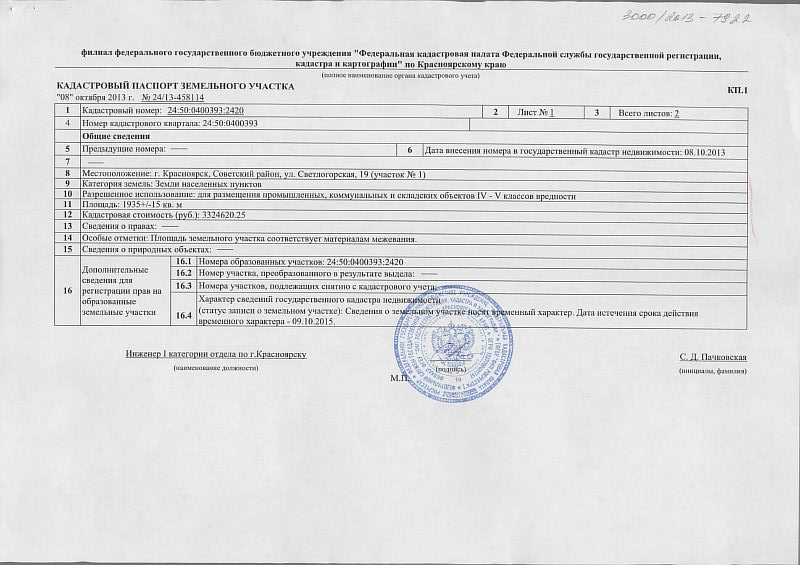 3000/2013 - 7922
филиал федерального государственного бюджетного учреждения "Федеральная кадастровая палата Федеральной службы государственной регистрации,
кадастра и картографии" по Красноярскому краю
(полное наименование органа кадастрового учета)
КАДАСТРОВЫЙ ПАСПОРТ ЗЕМЕЛЬНОГО УЧАСТКА
КП.1
"08" октября 2013 г. № 24/13-458114
1 Кадастровый номер: 24:50:0400393:2420 2 Лист № 1 3 Всего листов: 2
4 Номер кадастрового квартала: 24:50:0400393
Общие сведения
5 Предыдущие номера: —— 6 Дата внесения номера в государственный кадастр недвижимости: 08.10.2013
7 ——
8 Местоположение: г. Красноярск, Советский район, ул. Светлогорская, 19 (участок № 1)
9 Категория земель: Земли населенных пунктов
10 Разрешенное использование: для размещения промышленных, коммунальных и складских объектов IV - V классов вредности
11 Площадь: 1935+/-15 кв. м
12 Кадастровая стоимость (руб.): 3324620.25
13 Сведения о правах: ——
14 Особые отметки: Площадь земельного участка соответствует материалам межевания.
15 Сведения о природных объектах: ——
16 Дополнительные
сведения для
регистрации прав на
образованные
земельные участки
16.1 Номера образованных участков: 24:50:0400393:2420
16.2 Номер участка, преобразованного в результате выдела: ——
16.3 Номера участков, подлежащих снятию с кадастрового учета:
16.4 Характер сведений государственного кадастра недвижимости
(статус записи о земельном участке): Сведения о земельном участке носят временный характер. Дата истечения срока действия
временного характера - 09.10.2015.
Инженер I категории отдела по г.Красноярску
С. Д. Пачковская
(наименование должности)
(подпись)
(инициалы, фамилия)
М.П.